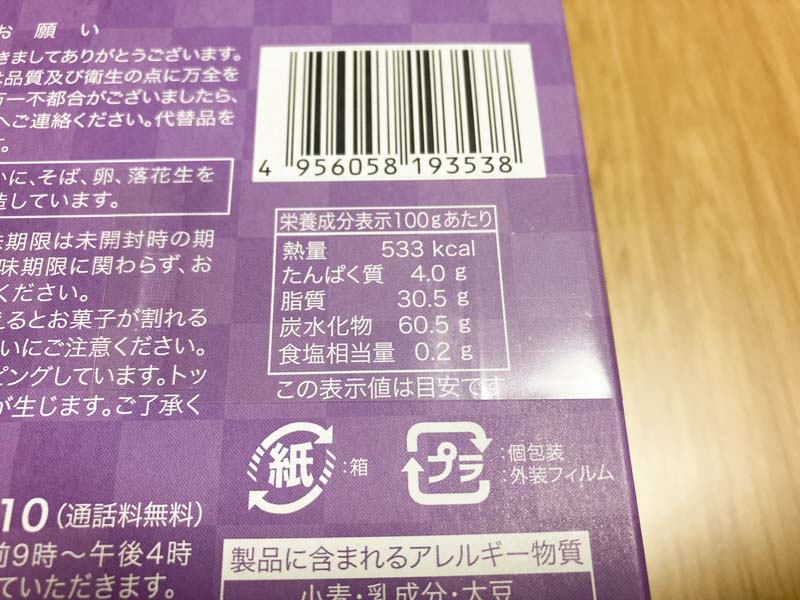 お願い
きましてありがとうございます。
は品質及び衛生の点に万全を
万一不都合がございましたら、
へご連絡ください。代替品を
す。
かに、そば、卵、落花生を
造しています。
味期限は未開封時の期
味期限に関わらず、お
ください。
えるとお菓子が割れる
いにご注意ください。
ピングしています。トッ
が生じます。ご了承く
10(通話料無料)
前9時〜午後4時
ていただきます。
4 956058 193538
栄養成分表示100gあたり
熱量 533 kcal
たんぱく質 4.0 g
脂質 30.5 g
炭水化物 60.5 g
食塩相当量 0.2 g
この表示値は目安です
紙 :箱
プラ :個包装
:外装フィルム
製品に含まれるアレルギー物質
小麦・乳成分・大豆